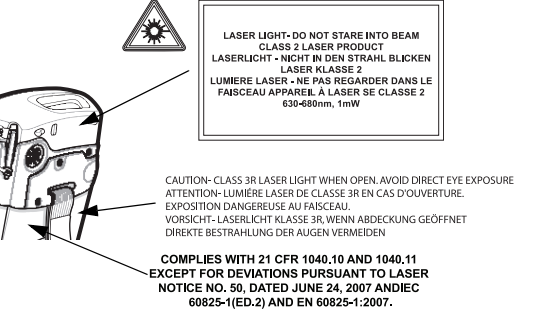 LASER LIGHT- DO NOT STARE INTO BEAM
CLASS 2 LASER PRODUCT
LASERLICHT - NICHT IN DEN STRAHL BLICKEN
LASER KLASSE 2
LUMIERE LASER - NE PAS REGARDER DANS LE
FAISCEAU APPAREIL À LASER SE CLASSE 2
630-680nm, 1mW
CAUTION- CLASS 3R LASER LIGHT WHEN OPEN. AVOID DIRECT EYE EXPOSURE
ATTENTION- LUMIÉRE LASER DE CLASSE 3R EN CAS D'OUVERTURE.
EXPOSITION DANGEREUSE AU FAISCEAU.
VORSICHT- LASERLICHT KLASSE 3R, WENN ABDECKUNG GEÖFFNET
DIREKTE BESTRAHLUNG DER AUGEN VERMEIDEN
COMPLIES WITH 21 CFR 1040.10 AND 1040.11
EXCEPT FOR DEVIATIONS PURSUANT TO LASER
NOTICE NO. 50, DATED JUNE 24, 2007 ANDIEC
60825-1(ED.2) AND EN 60825-1:2007.